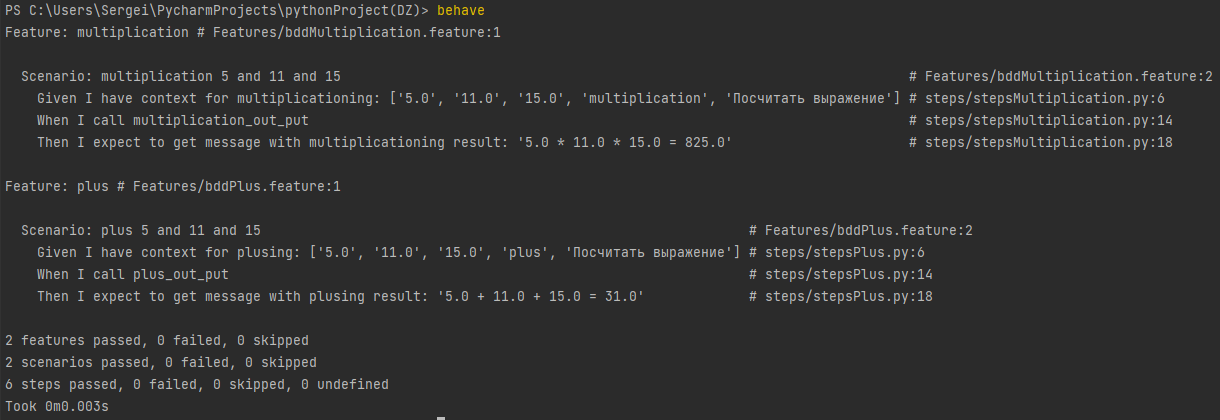 PS C:\Users\Sergei\PycharmProjects\pythonProject(DZ)> behave
Feature: multiplication # Features/bddMultiplication.feature:1
Scenario: multiplication 5 and 11 and 15 # Features/bddMultiplication.feature:2
Given I have context for multiplicationing: ['5.0', '11.0', '15.0', 'multiplication', 'Посчитать выражение'] # steps/stepsMultiplication.py:6
When I call multiplication_out_put # steps/stepsMultiplication.py:14
Then I expect to get message with multiplicationing result: '5.0 * 11.0 * 15.0 = 825.0' # steps/stepsMultiplication.py:18
Feature: plus # Features/bddPlus.feature:1
Scenario: plus 5 and 11 and 15 # Features/bddPlus.feature:2
Given I have context for plusing: ['5.0', '11.0', '15.0', 'plus', 'Посчитать выражение'] # steps/stepsPlus.py:6
When I call plus_out_put # steps/stepsPlus.py:14
Then I expect to get message with plusing result: '5.0 + 11.0 + 15.0 = 31.0' # steps/stepsPlus.py:18
2 features passed, 0 failed, 0 skipped
2 scenarios passed, 0 failed, 0 skipped
6 steps passed, 0 failed, 0 skipped, 0 undefined
Took 0m0.003s